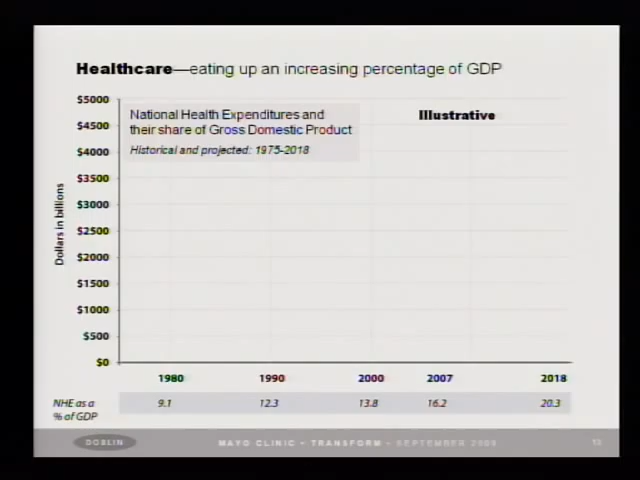 Healthcare—eating up an increasing percentage of GDP
$5000
National Health Expenditures and
their share of Gross Domestic Product
Historical and projected: 1975-2018
Illustrative
$4500
$4000
$3500
$3000
$2500
$2000
$1500
$1000
$500
$0
Dollars in billions
1980 1990 2000 2007 2018
NHE as a
% of GDP
9.1 12.3 13.8 16.2 20.3
DOBLIN
MAYO CLINIC • TRANSFORM • SEPTEMBER 2009